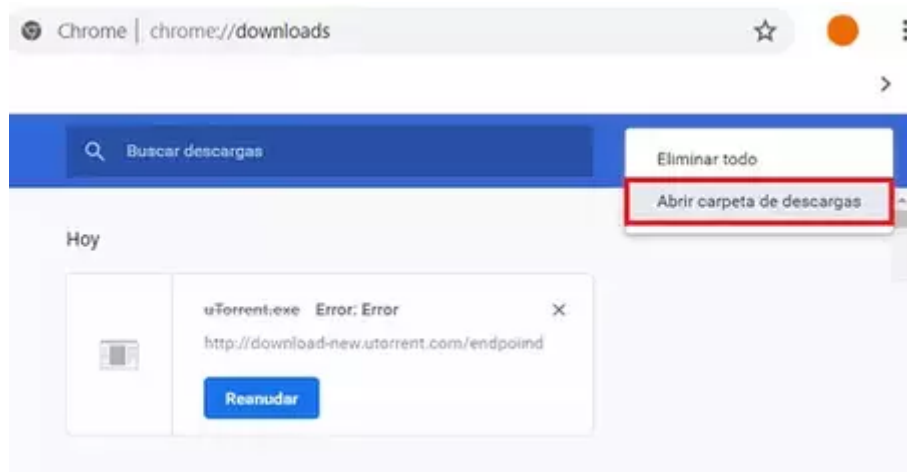 Chrome | chrome://downloads
Buscar descargas
Eliminar todo
Abrir carpeta de descargas
Hoy
uTorrent.exe Error: Error
http://download-new.utorrent.com/endpoimd
Reanudar